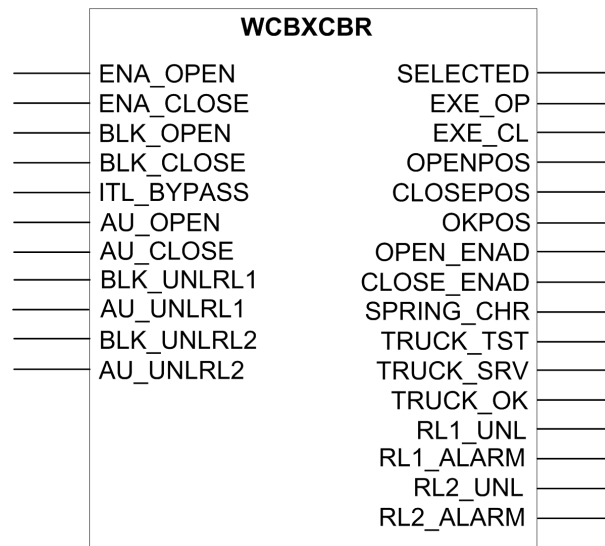 WCBXCBR
ENA_OPEN SELECTED
ENA_CLOSE EXE_OP
BLK_OPEN EXE_CL
BLK_CLOSE OPENPOS
ITL_BYPASS CLOSEPOS
AU_OPEN OKPOS
AU_CLOSE OPEN_ENAD
BLK_UNLRL1 CLOSE_ENAD
AU_UNLRL1 SPRING_CHR
BLK_UNLRL2 TRUCK_TST
AU_UNLRL2 TRUCK_SRV
TRUCK_OK
RL1_UNL
RL1_ALARM
RL2_UNL
RL2_ALARM